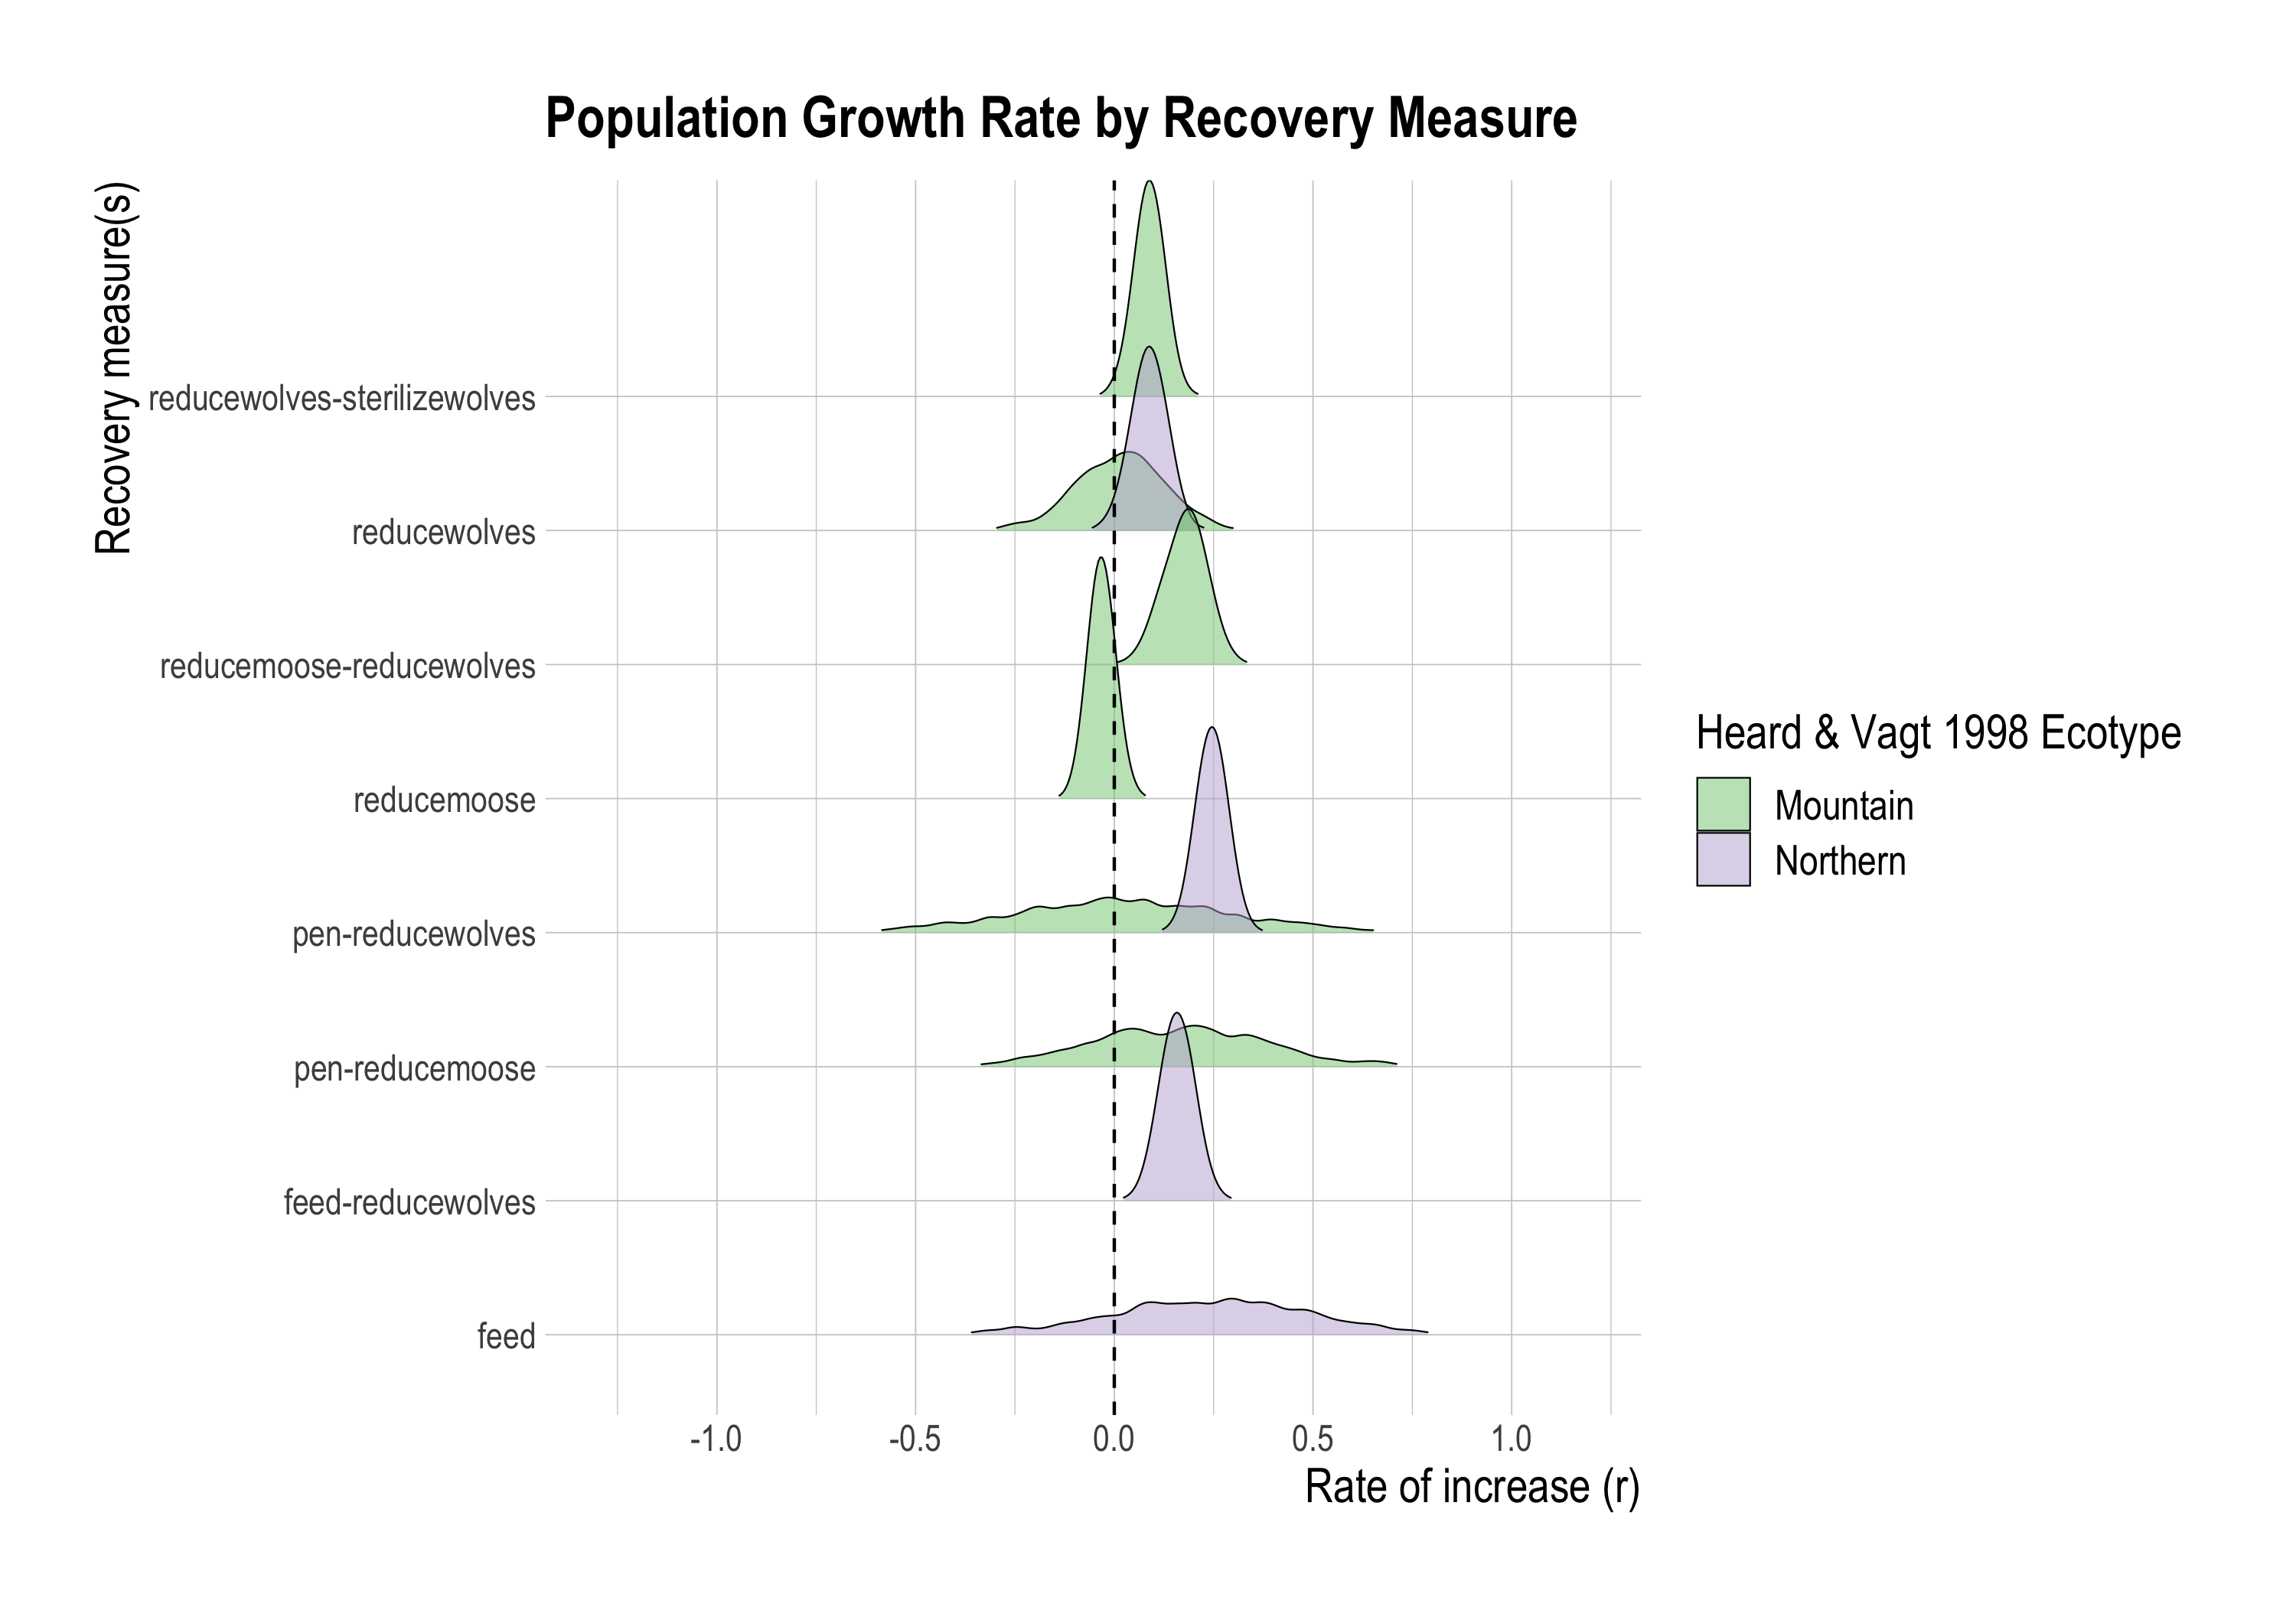 Population Growth Rate by Recovery Measure
Recovery measure(s)
reducewolves-sterilizewolves
reducewolves
reducemoose-reducewolves
reducemoose
pen-reducewolves
pen-reducemoose
feed-reducewolves
feed
-1.0
-0.5
0.0
0.5
1.0
Rate of increase (r)
Heard & Vagt 1998 Ecotype
Mountain
Northern